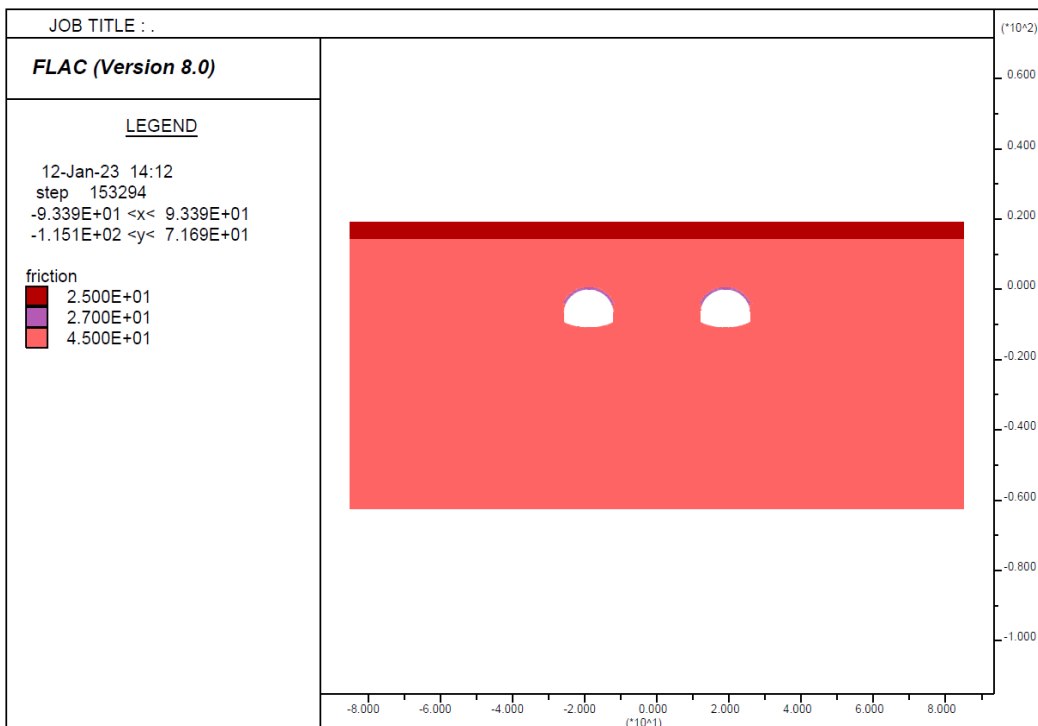 JOB TITLE : .
FLAC (Version 8.0)
LEGEND
12-Jan-23 14:12
step 153294
-9.339E+01 <x< 9.339E+01
-1.151E+02 <y< 7.169E+01
friction
2.500E+01
2.700E+01
4.500E+01
(*10^2)
0.600
0.400
0.200
0.000
-0.200
-0.400
-0.600
-0.800
-1.000
-8.000 -6.000 -4.000 -2.000 0.000 2.000 4.000 6.000 8.000
(*10^1)